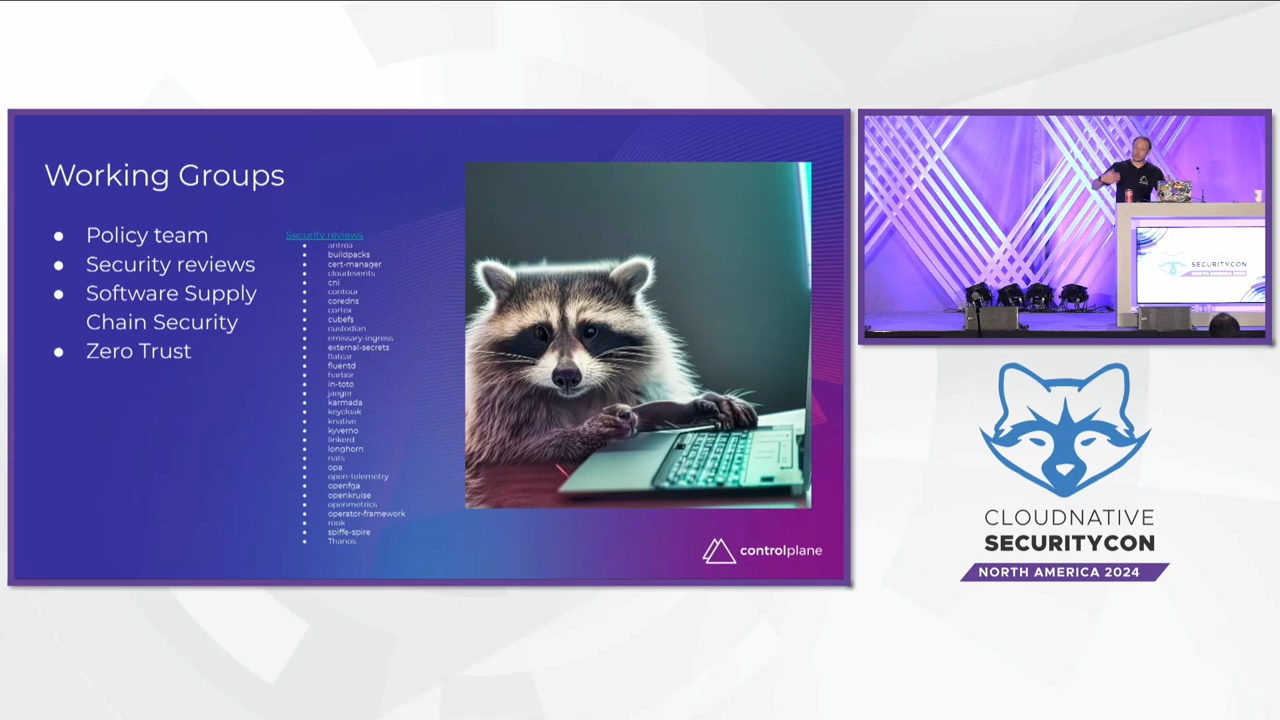 Working Groups
● Policy team
● Security reviews
● Software Supply
Chain Security
● Zero Trust
Security reviews
● antrea
● buildpacks
● cert-manager
● cloudevents
● cni
● contour
● coredns
● cortex
● cubefs
● custodian
● emissary-ingress
● external-secrets
● flatcar
● fluentd
● harbor
● in-toto
● jaeger
● karmada
● keycloak
● knative
● kyverno
● linkerd
● longhorn
● nats
● opa
● open-telemetry
● openfga
● openkruise
● openmetrics
● operator-framework
● rook
● spiffe-spire
● Thanos
controlplane
SECURITYCON
CLOUDNATIVE
SECURITYCON
NORTH AMERICA 2024